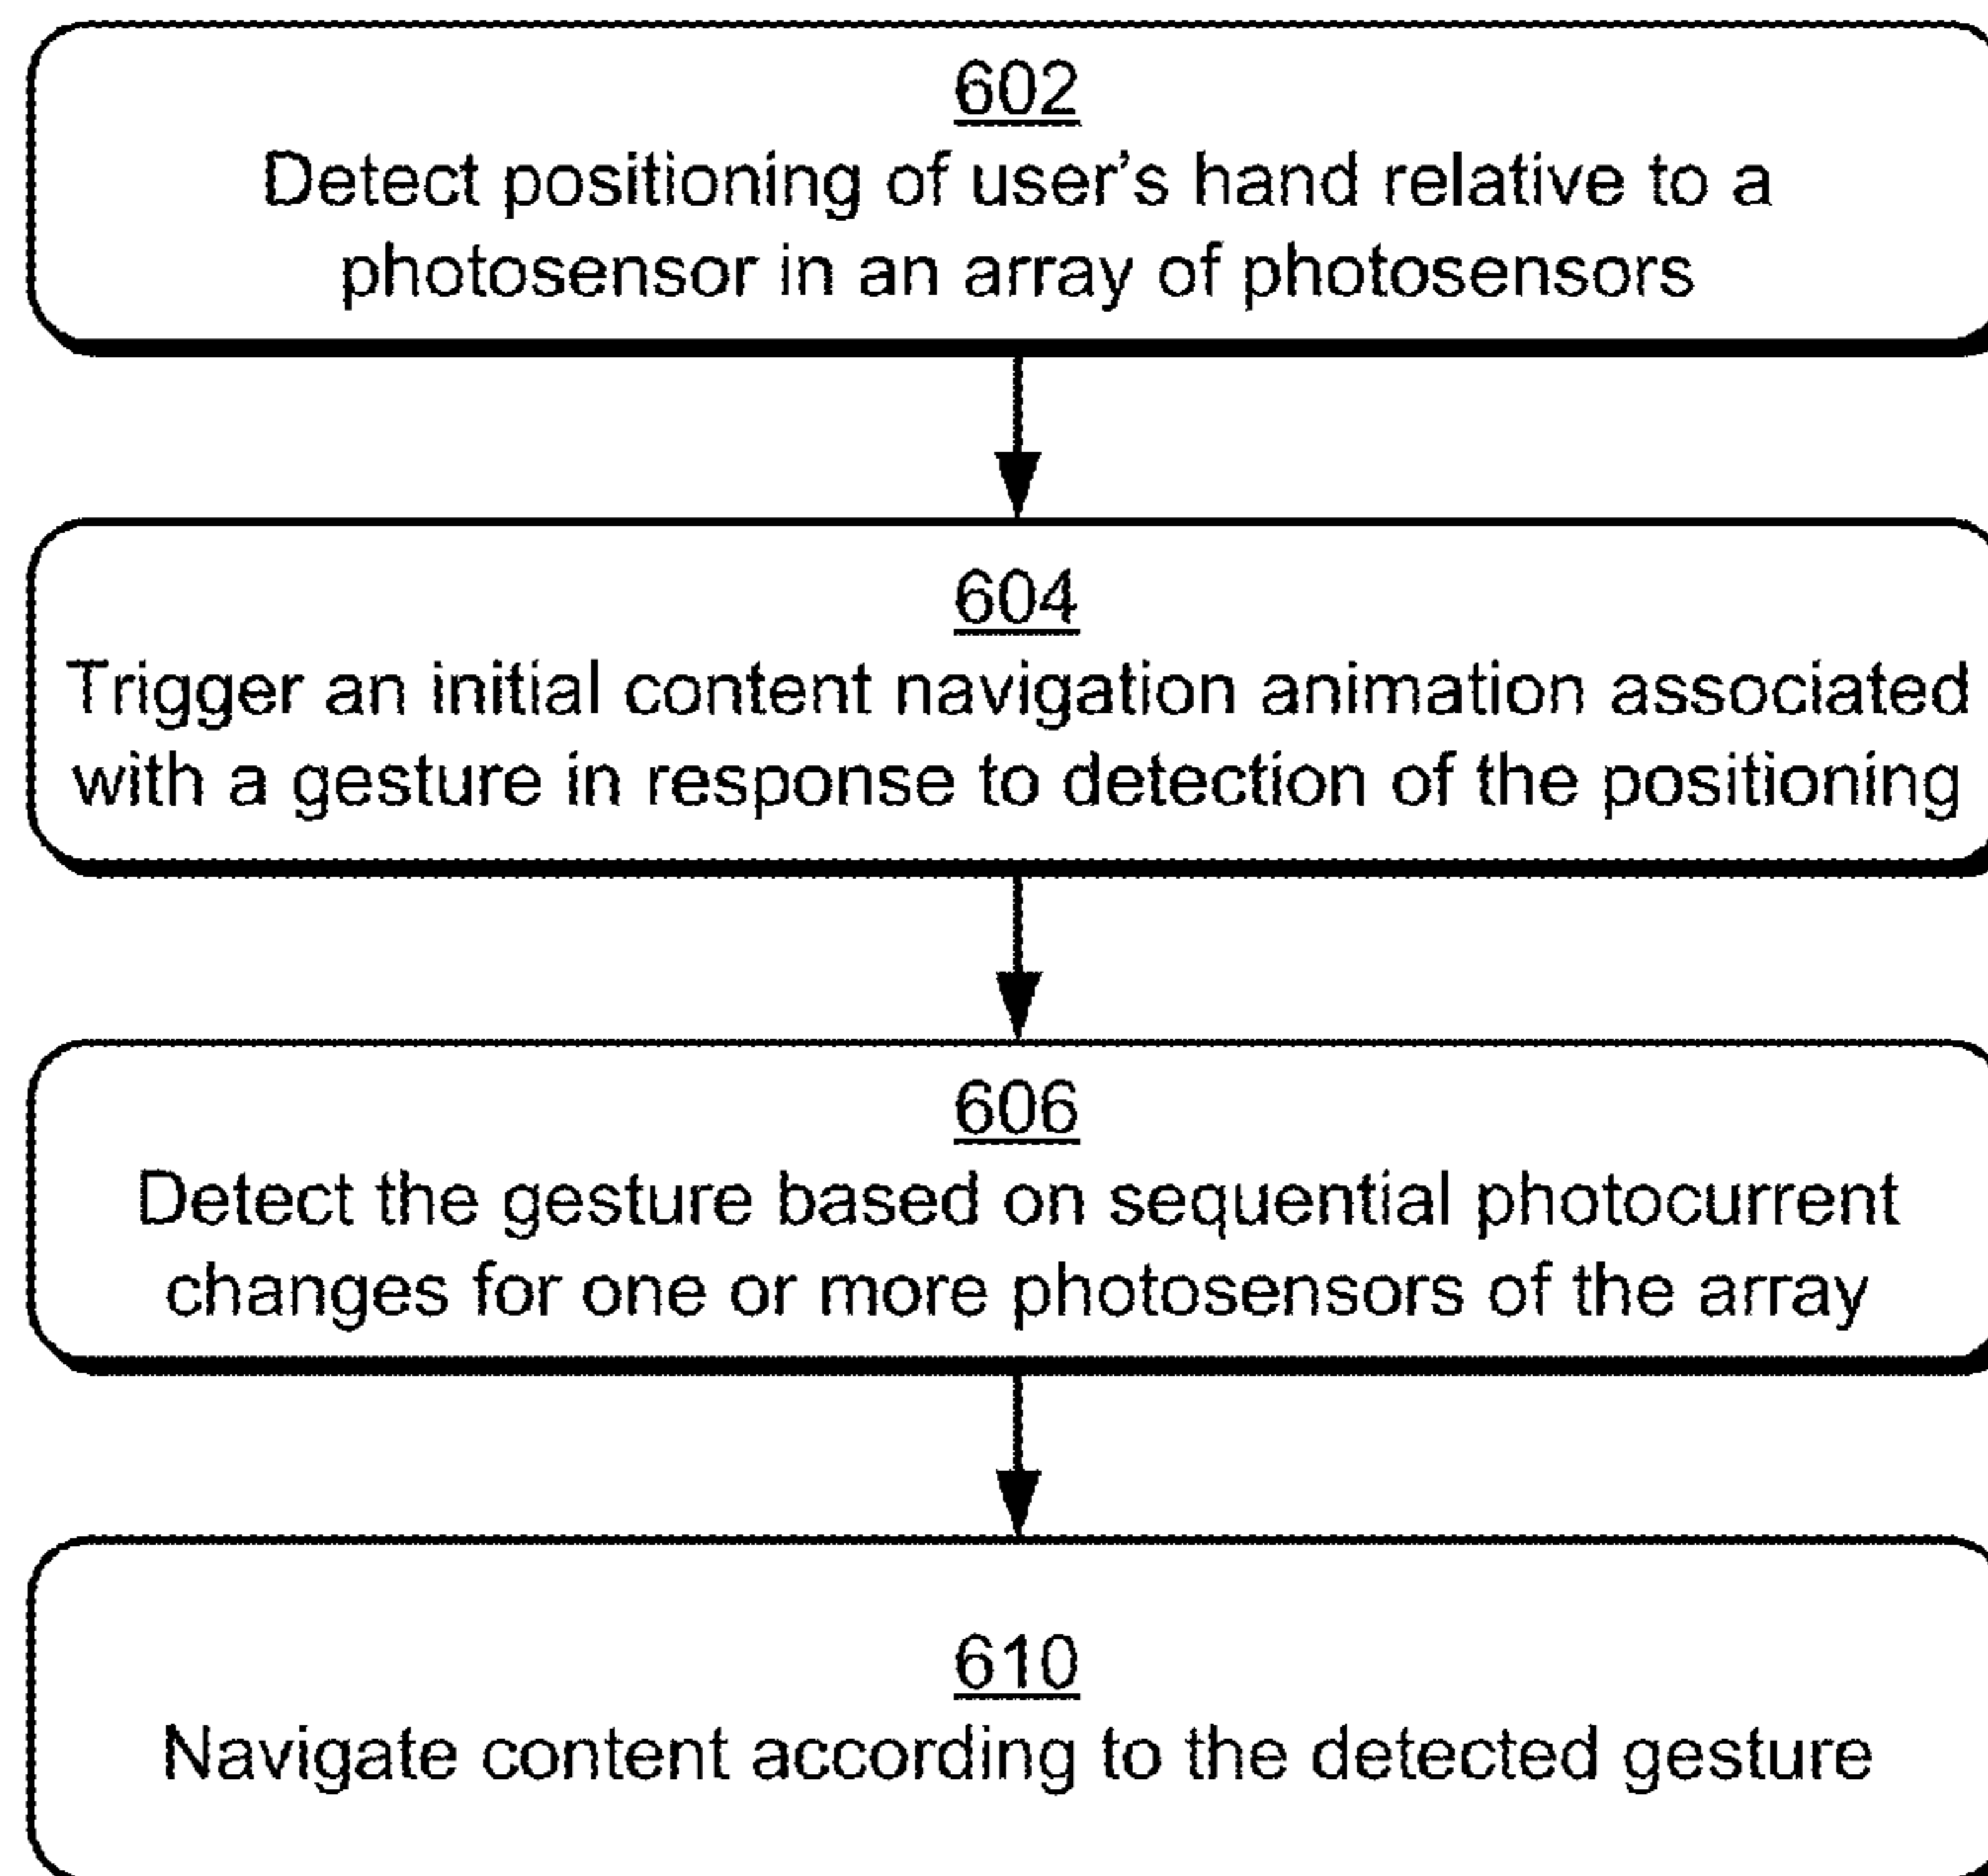 602
Detect positioning of user's hand relative to a
photosensor in an array of photosensors
604
Trigger an initial content navigation animation associated
with a gesture in response to detection of the positioning
606
Detect the gesture based on sequential photocurrent
changes for one or more photosensors of the array
610
Navigate content according to the detected gesture